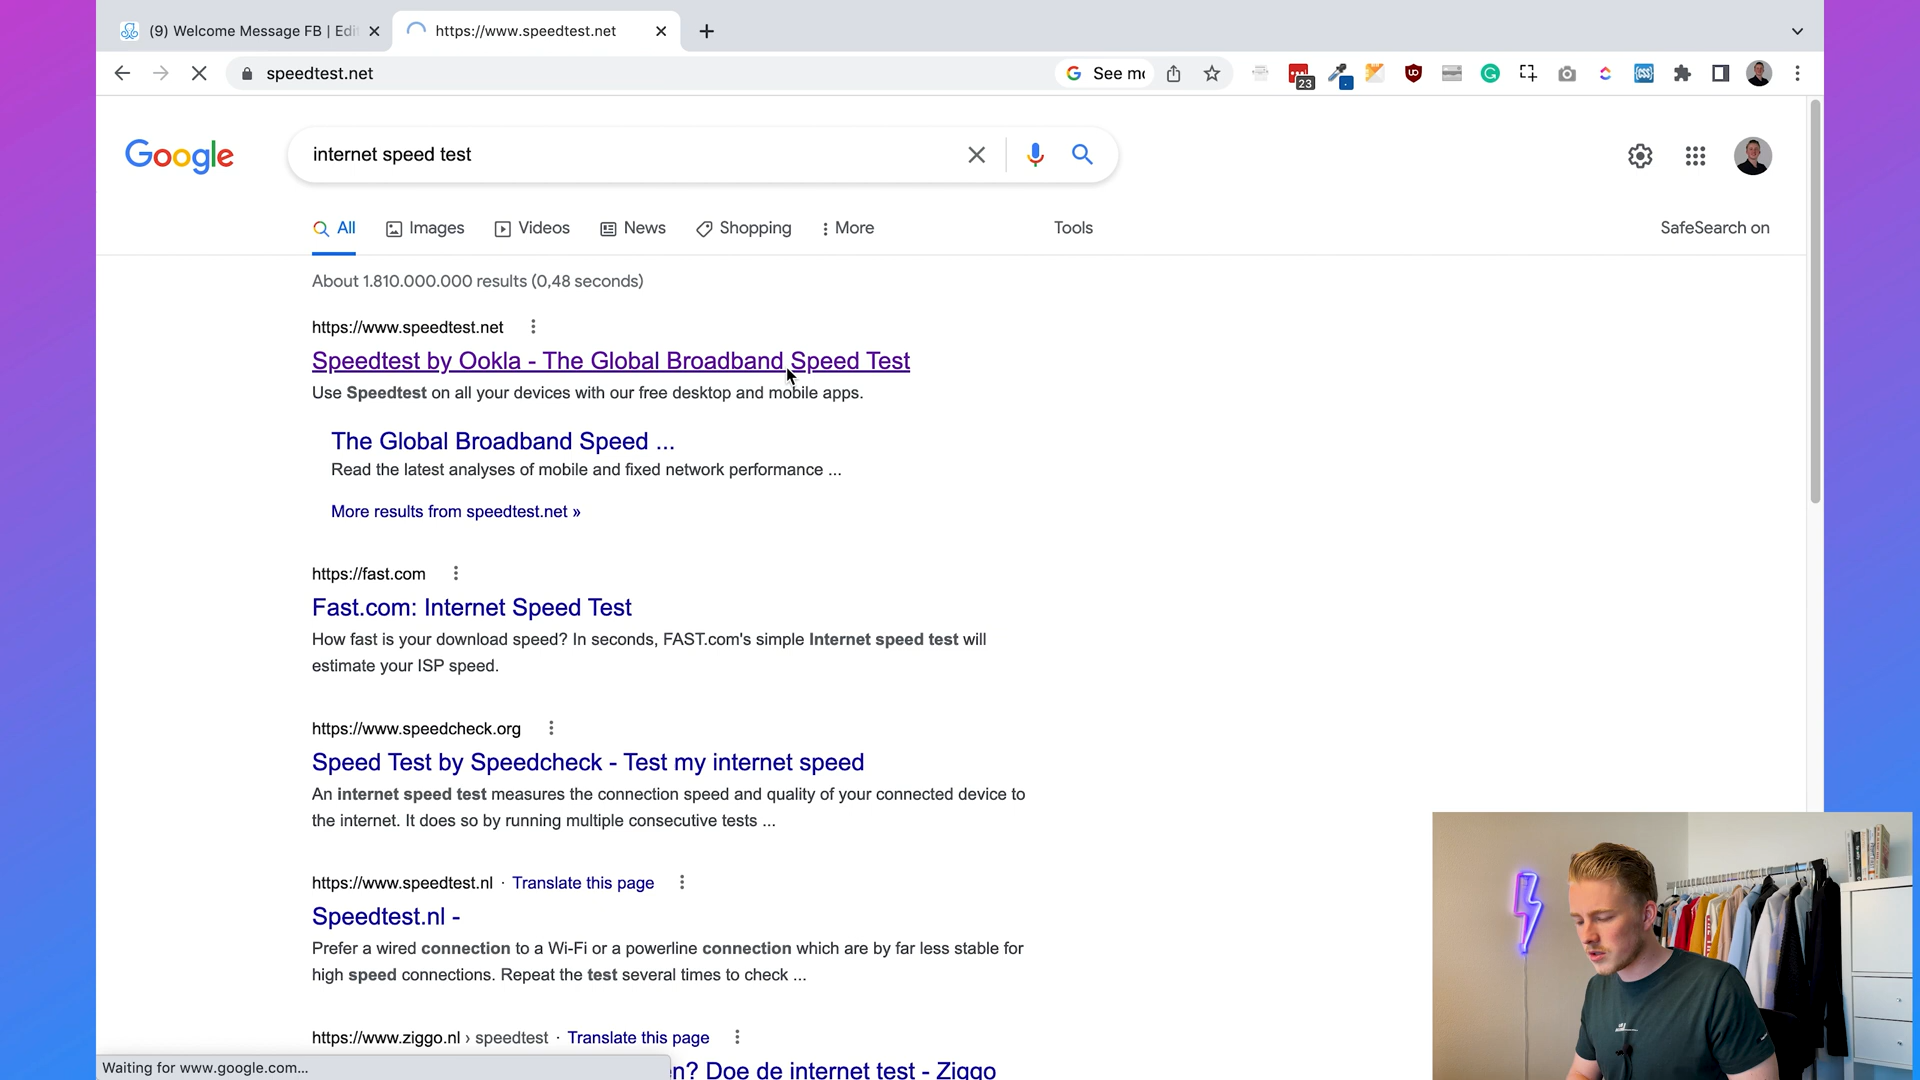 (9) Welcome Message FB | Edi
https://www.speedtest.net
speedtest.net
See mo
23
Google
internet speed test
All
Images
Videos
News
Shopping
More
Tools
SafeSearch on
About 1.810.000.000 results (0,48 seconds)
https://www.speedtest.net
Speedtest by Ookla - The Global Broadband Speed Test
Use Speedtest on all your devices with our free desktop and mobile apps.
The Global Broadband Speed ...
Read the latest analyses of mobile and fixed network performance ...
More results from speedtest.net »
https://fast.com
Fast.com: Internet Speed Test
How fast is your download speed? In seconds, FAST.com's simple Internet speed test will
estimate your ISP speed.
https://www.speedcheck.org
Speed Test by Speedcheck - Test my internet speed
An internet speed test measures the connection speed and quality of your connected device to
the internet. It does so by running multiple consecutive tests ...
https://www.speedtest.nl · Translate this page
Speedtest.nl -
Prefer a wired connection to a Wi-Fi or a powerline connection which are by far less stable for
high speed connections. Repeat the test several times to check ...
https://www.ziggo.nl › speedtest · Translate this page
n? Doe de internet test - Ziggo
Waiting for www.google.com...